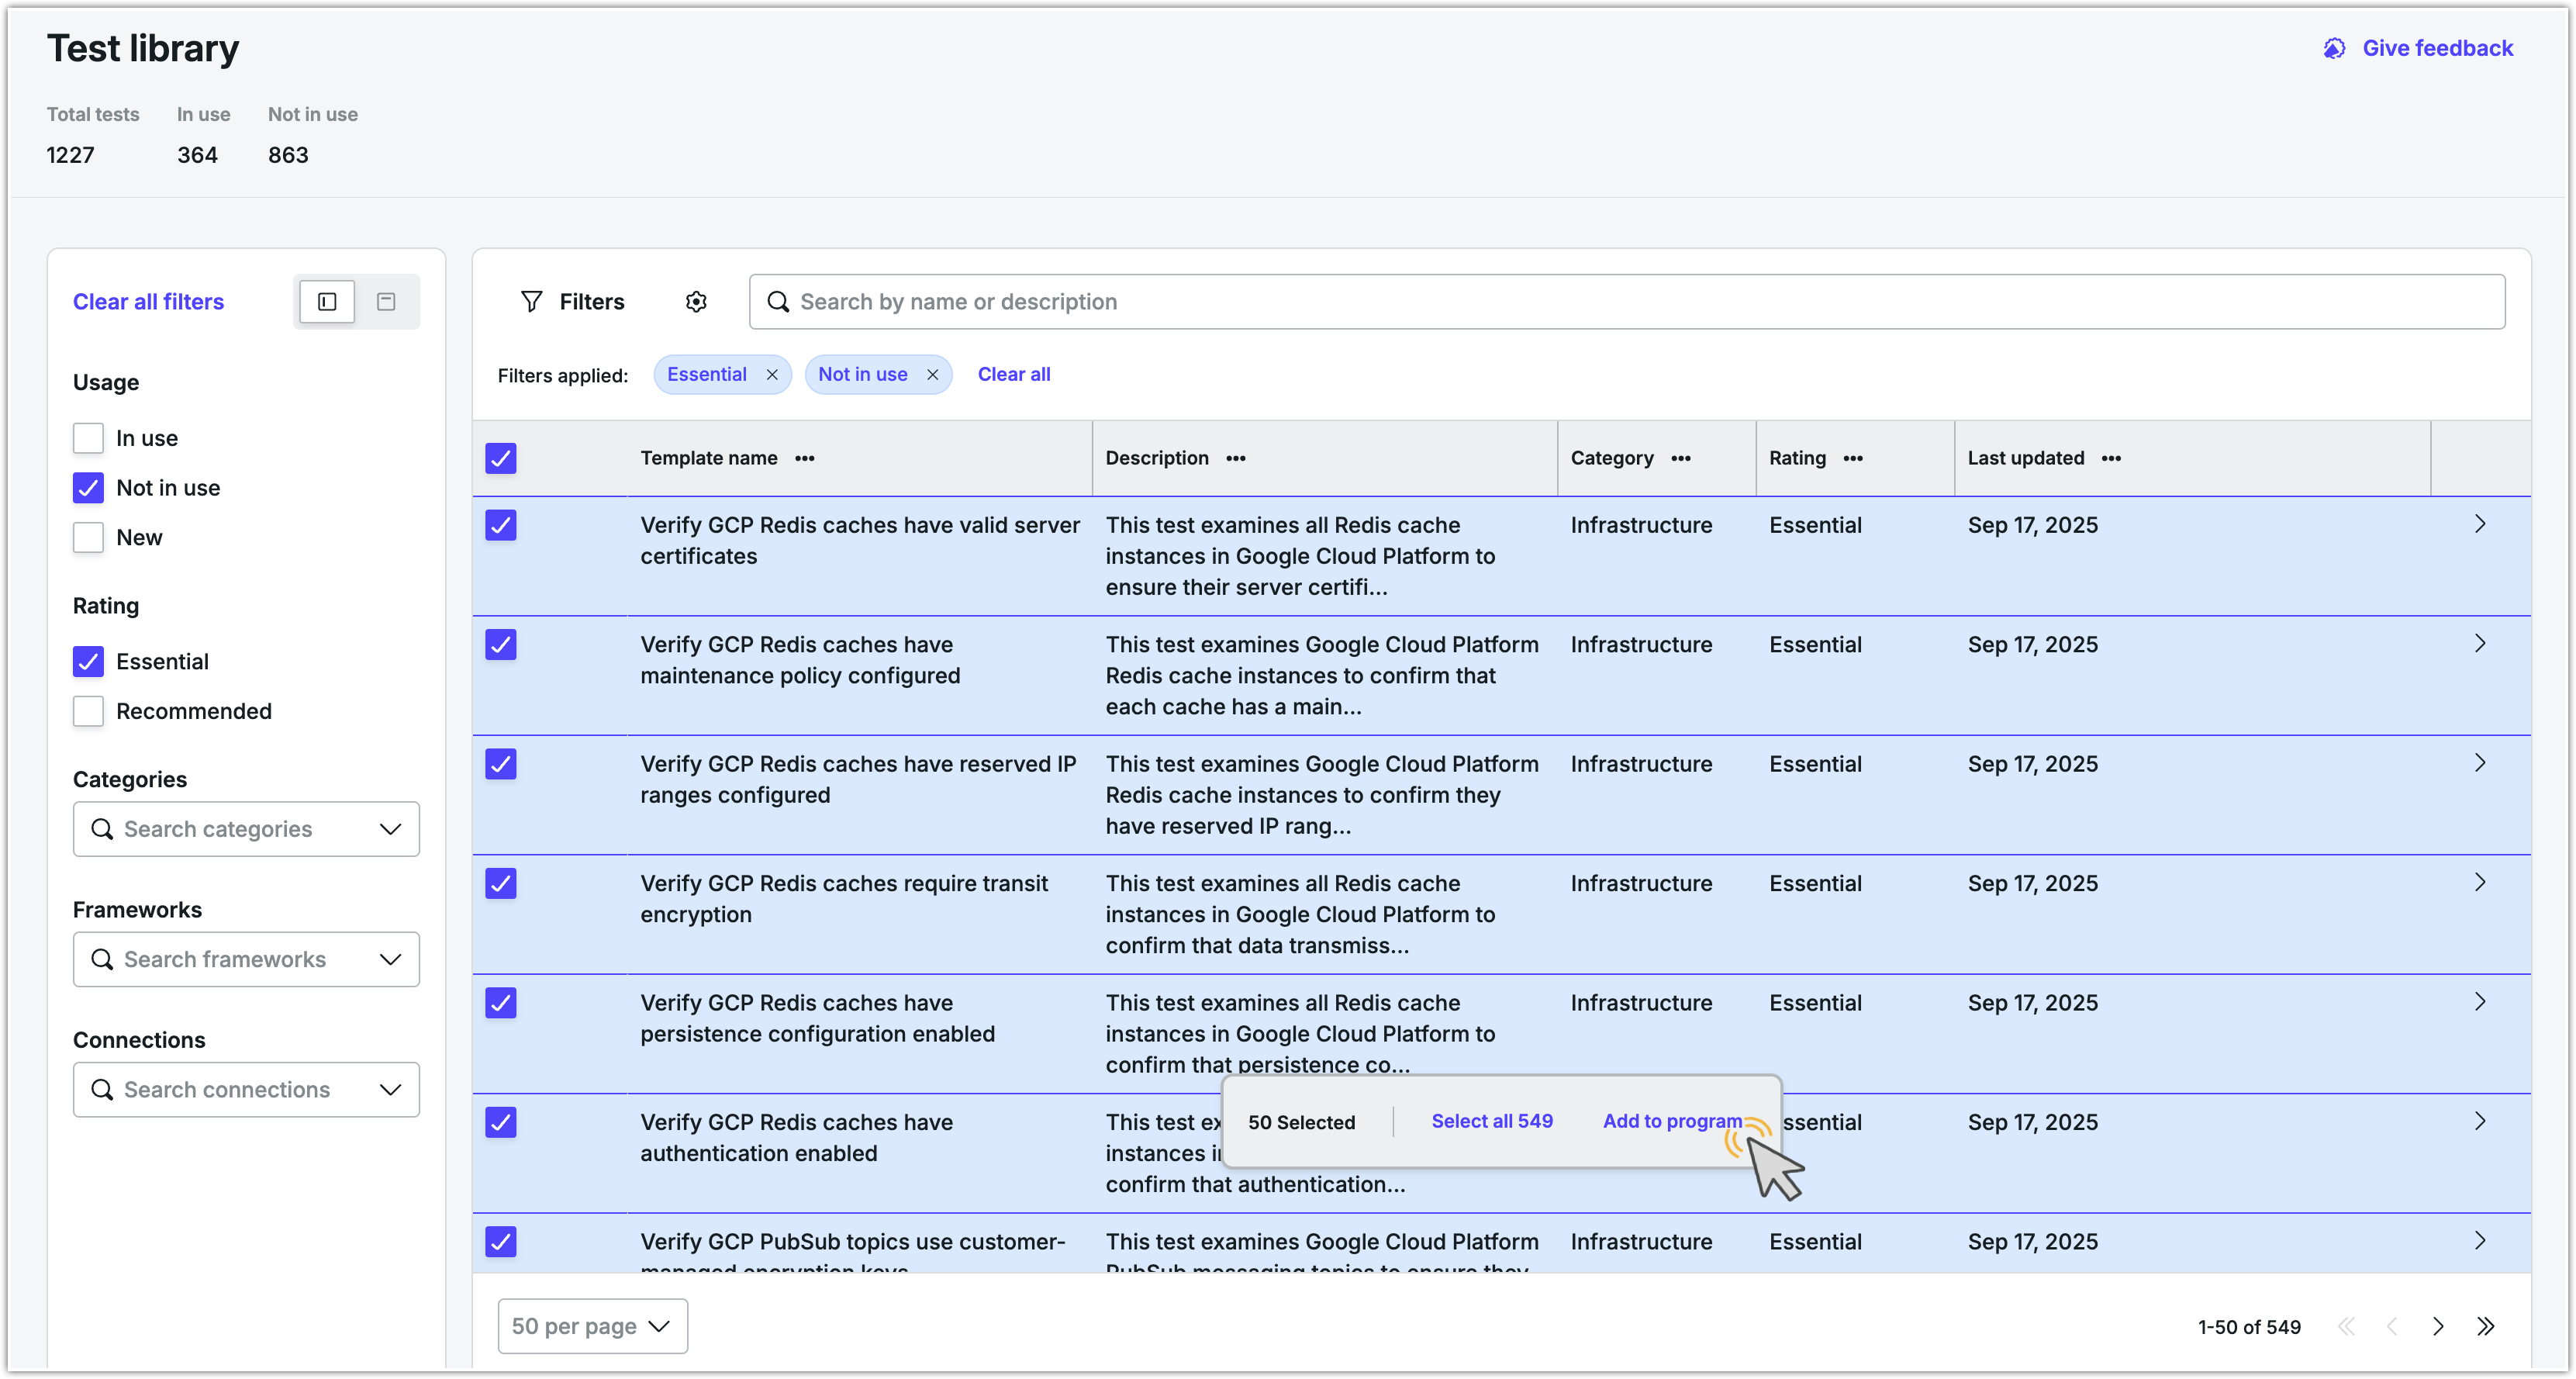 Test library
Give feedback
Total tests
In use
Not in use
1227
364
863
Clear all filters
Usage
In use
Not in use
New
Rating
Essential
Recommended
Categories
Search categories
Frameworks
Search frameworks
Connections
Search connections
Filters
Search by name or description
Filters applied:
Essential
Not in use
Clear all
Template name
Description
Category
Rating
Last updated
Verify GCP Redis caches have valid server
certificates
This test examines all Redis cache
instances in Google Cloud Platform to
ensure their server certifi...
Infrastructure
Essential
Sep 17, 2025
Verify GCP Redis caches have
maintenance policy configured
This test examines Google Cloud Platform
Redis cache instances to confirm that
each cache has a main...
Infrastructure
Essential
Sep 17, 2025
Verify GCP Redis caches have reserved IP
ranges configured
This test examines Google Cloud Platform
Redis cache instances to confirm they
have reserved IP rang...
Infrastructure
Essential
Sep 17, 2025
Verify GCP Redis caches require transit
encryption
This test examines all Redis cache
instances in Google Cloud Platform to
confirm that data transmiss...
Infrastructure
Essential
Sep 17, 2025
Verify GCP Redis caches have
persistence configuration enabled
This test examines all Redis cache
instances in Google Cloud Platform to
confirm that persistence co...
Infrastructure
Essential
Sep 17, 2025
Verify GCP Redis caches have
authentication enabled
This test
instances
confirm that authentication...
ssential
Sep 17, 2025
50 Selected
Select all 549
Add to program
Verify GCP PubSub topics use customer-
managed encryption keys
This test examines Google Cloud Platform
PubSub messaging topics to ensure they
Infrastructure
Essential
Sep 17, 2025
50 per page
1-50 of 549